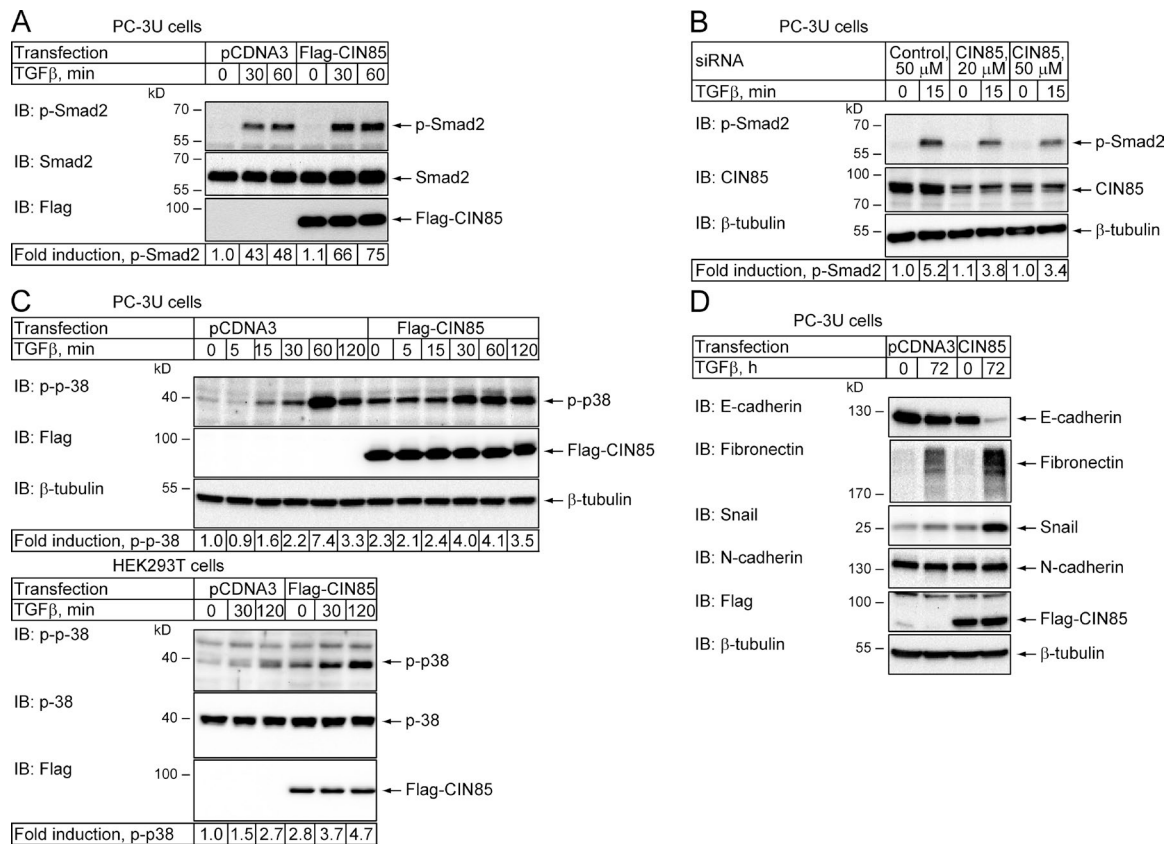 A
PC-3U cells
Transfection pCDNA3 Flag-CIN85
TGFβ, min 0 30 60 0 30 60
kD
IB: p-Smad2 70 – p-Smad2
55 –
IB: Smad2 70 –
Smad2
55 –
IB: Flag 100 –
Flag-CIN85
Fold induction, p-Smad2 1.0 43 48 1.1 66 75
B
PC-3U cells
siRNA Control, 50 μM CIN85, 20 μM CIN85, 50 μM
TGFβ, min 0 15 0 15 0 15
kD
IB: p-Smad2 70 –
p-Smad2
55 –
IB: CIN85 100 –
CIN85
70 –
IB: β-tubulin 55 – β-tubulin
Fold induction, p-Smad2 1.0 5.2 1.1 3.8 1.0 3.4
C
PC-3U cells
Transfection pCDNA3 Flag-CIN85
TGFβ, min 0 5 15 30 60 120 0 5 15 30 60 120
kD
IB: p-p-38 40 – p-p38
IB: Flag 100 –
Flag-CIN85
IB: β-tubulin 55 –
β-tubulin
Fold induction, p-p-38 1.0 0.9 1.6 2.2 7.4 3.3 2.3 2.1 2.4 4.0 4.1 3.5
HEK293T cells
Transfection pCDNA3 Flag-CIN85
TGFβ, min 0 30 120 0 30 120
kD
IB: p-p-38
40 – p-p38
IB: p-38 40 – p-38
IB: Flag 100 –
Flag-CIN85
Fold induction, p-p38 1.0 1.5 2.7 2.8 3.7 4.7
D
PC-3U cells
Transfection pCDNA3 CIN85
TGFβ, h 0 72 0 72
kD
IB: E-cadherin 130 – E-cadherin
IB: Fibronectin
Fibronectin
170 –
IB: Snail 25 – Snail
IB: N-cadherin
130 – N-cadherin
IB: Flag 100 –
Flag-CIN85
IB: β-tubulin 55 – β-tubulin